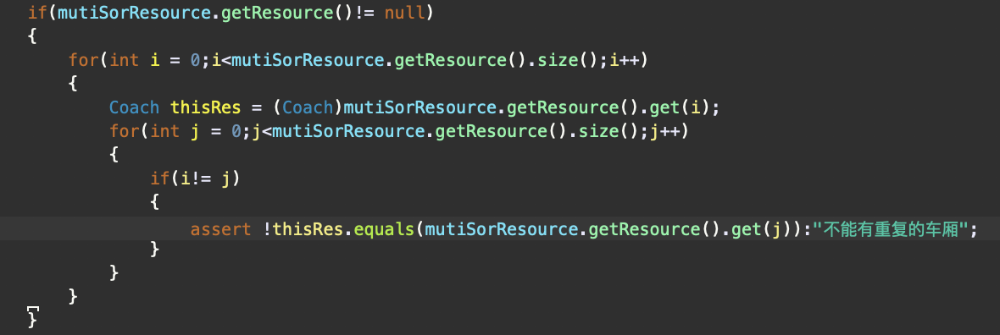 if(mutiSorResource.getResource()!= null)
{
for(int i = 0;i<mutiSorResource.getResource().size();i++)
{
Coach thisRes = (Coach)mutiSorResource.getResource().get(i);
for(int j = 0;j<mutiSorResource.getResource().size();j++)
{
if(i!= j)
{
assert !thisRes.equals(mutiSorResource.getResource().get(j)):"不能有重复的车厢";
}
}
}
}